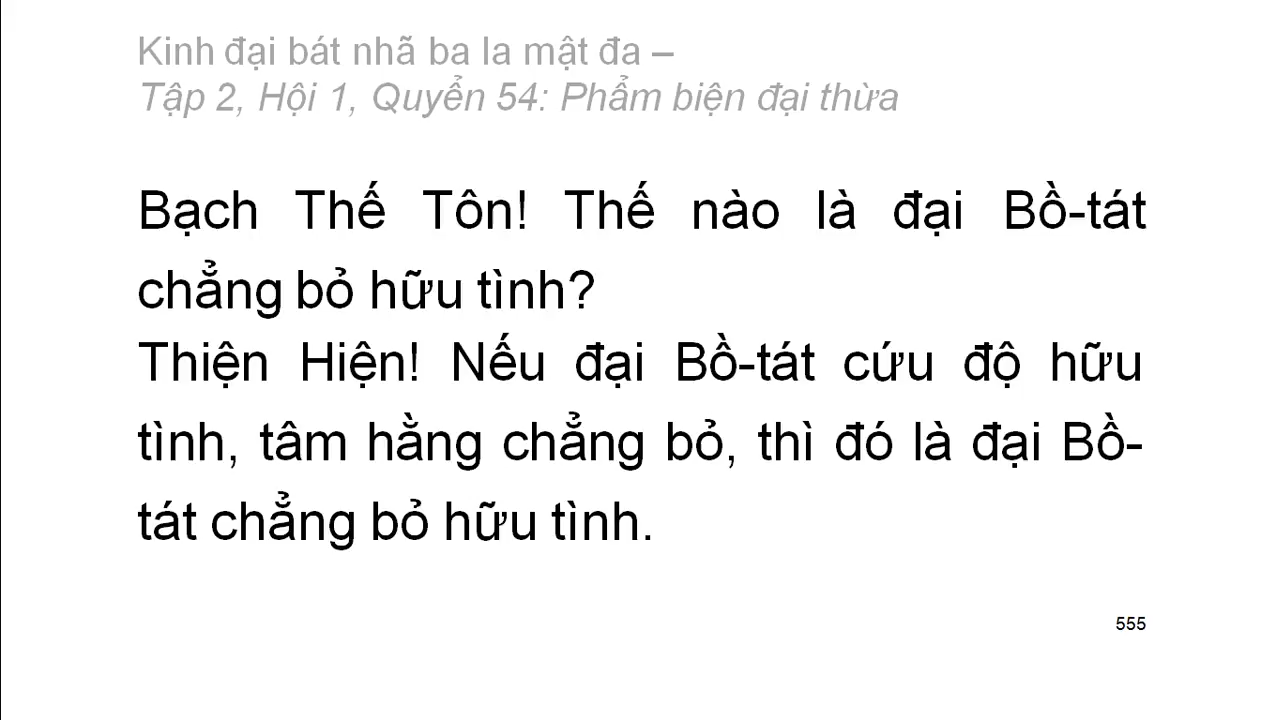 Kinh đại bát nhã ba la mật đa –
Tập 2, Hội 1, Quyển 54: Phẩm biện đại thừa
Bạch Thế Tôn! Thế nào là đại Bồ-tát
chẳng bỏ hữu tình?
Thiện Hiện! Nếu đại Bồ-tát cứu độ hữu
tình, tâm hằng chẳng bỏ, thì đó là đại Bồ-
tát chẳng bỏ hữu tình.
555